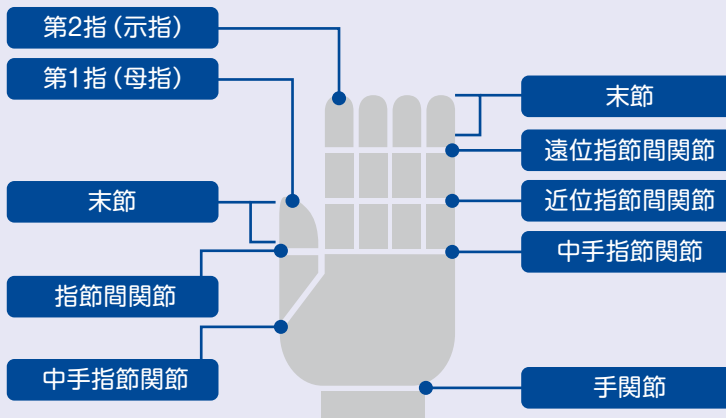 第2指（示指）
第1指（母指）
末節
指節間関節
中手指節関節
末節
遠位指節間関節
近位指節間関節
中手指節関節
手関節